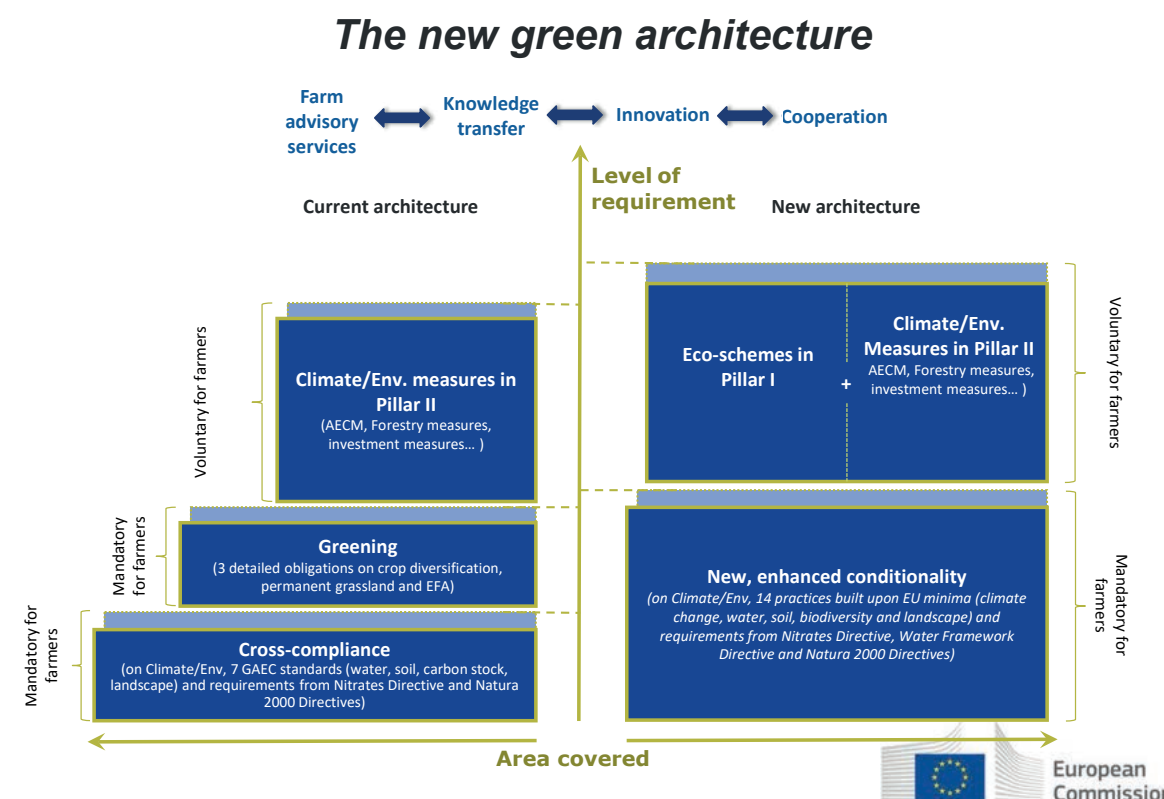 The new green architecture
Farm
advisory
services
Knowledge
transfer
Innovation
Cooperation
Level of
requirement
Current architecture
New architecture
Voluntary for farmers
Climate/Env. measures in
Pillar II
(AECM, Forestry measures,
investment measures... )
Mandatory
for farmers
Greening
(3 detailed obligations on crop diversification,
permanent grassland and EFA)
Mandatory for
farmers
Cross-compliance
(on Climate/Env, 7 GAEC standards (water, soil, carbon stock,
landscape) and requirements from Nitrates Directive and Natura
2000 Directives)
Eco-schemes in
Pillar I
+
Climate/Env.
Measures in Pillar II
AECM, Forestry measures,
investment measures... )
Voluntary for farmers
New, enhanced conditionality
(on Climate/Env, 14 practices built upon EU minima (climate
change, water, soil, biodiversity and landscape) and
requirements from Nitrates Directive, Water Framework
Directive and Natura 2000 Directives)
Mandatory for
farmers
Area covered
European
Commission